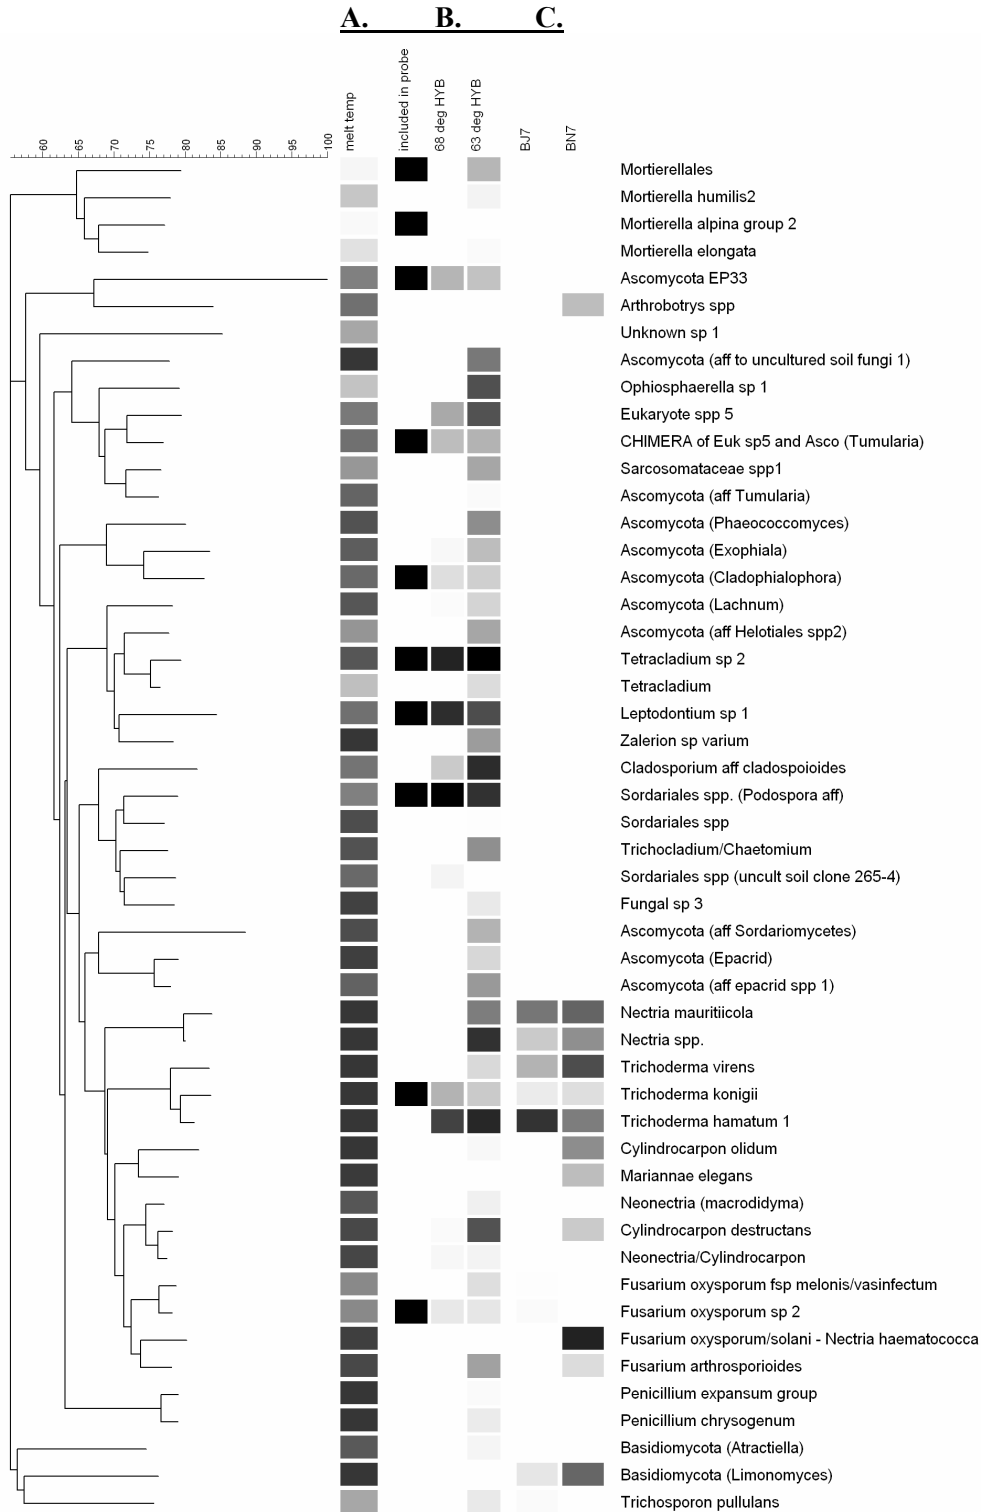 A. B. C.
melt temp
included in probe
68 deg HYB
63 deg HYB
BJ7
BN7
60 65 70 75 80 85 90 95 100
Mortierellales
Mortierella humilis2
Mortierella alpina group 2
Mortierella elongata
Ascomycota EP33
Arthrobotrys spp
Unknown sp 1
Ascomycota (aff to uncultured soil fungi 1)
Ophiosphaerella sp 1
Eukaryote spp 5
CHIMERA of Euk sp5 and Asco (Tumularia)
Sarcosomataceae spp1
Ascomycota (aff Tumularia)
Ascomycota (Phaeococcomyces)
Ascomycota (Exophiala)
Ascomycota (Cladophialophora)
Ascomycota (Lachnum)
Ascomycota (aff Helotiales spp2)
Tetracladium sp 2
Tetracladium
Leptodontium sp 1
Zalerion sp varium
Cladosporium aff cladospoioides
Sordariales spp. (Podospora aff)
Sordariales spp
Trichocladium/Chaetomium
Sordariales spp (uncult soil clone 265-4)
Fungal sp 3
Ascomycota (aff Sordariomycetes)
Ascomycota (Epacrid)
Ascomycota (aff epacrid spp 1)
Nectria mauritiicola
Nectria spp.
Trichoderma virens
Trichoderma konigii
Trichoderma hamatum 1
Cylindrocarpon olidum
Mariannae elegans
Neonectria (macrodidyma)
Cylindrocarpon destructans
Neonectria/Cylindrocarpon
Fusarium oxysporum fsp melonis/vasinfectum
Fusarium oxysporum sp 2
Fusarium oxysporum/solani - Nectria haematococca
Fusarium arthrosporioides
Penicillium expansum group
Penicillium chrysogenum
Basidiomycota (Atractiella)
Basidiomycota (Limonomyces)
Trichosporon pullulans